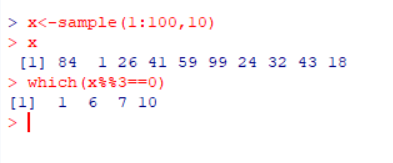 > x<-sample(1:100,10)
> x
[1] 84 1 26 41 59 99 24 32 43 18
> which(x%%3==0)
[1] 1 6 7 10
>